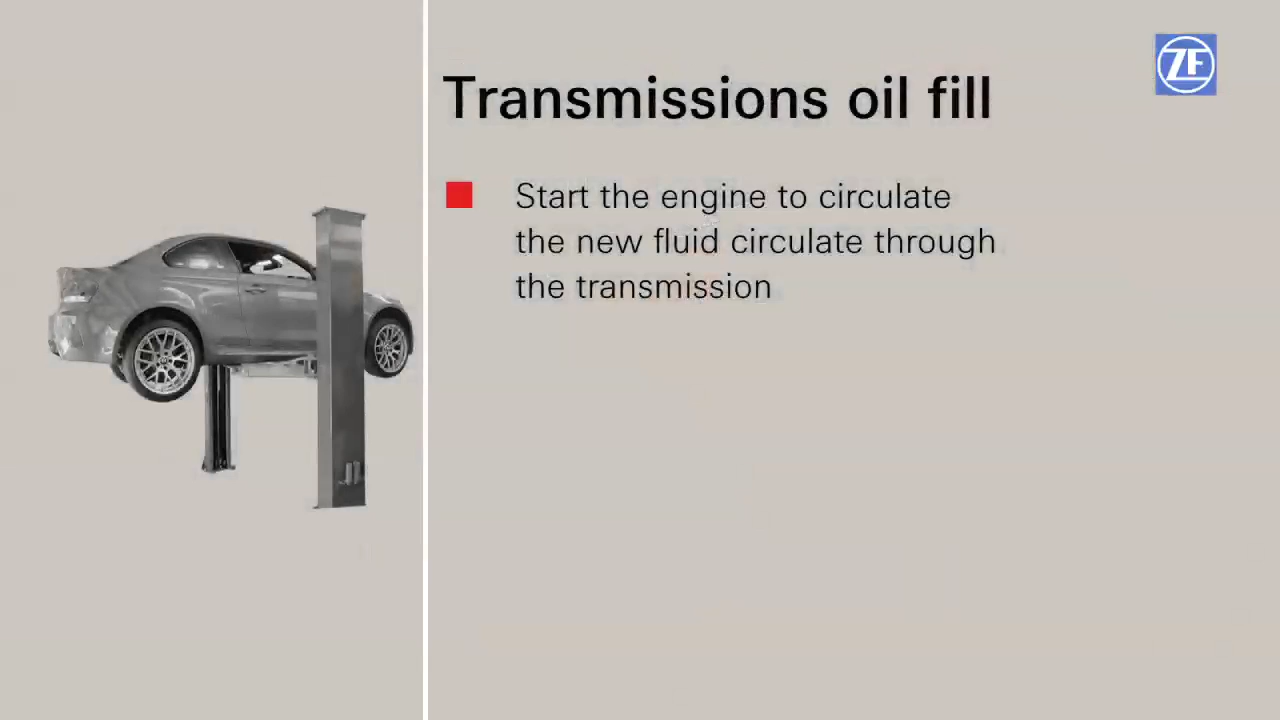 ZF
Transmissions oil fill
Start the engine to circulate
the new fluid circulate through
the transmission